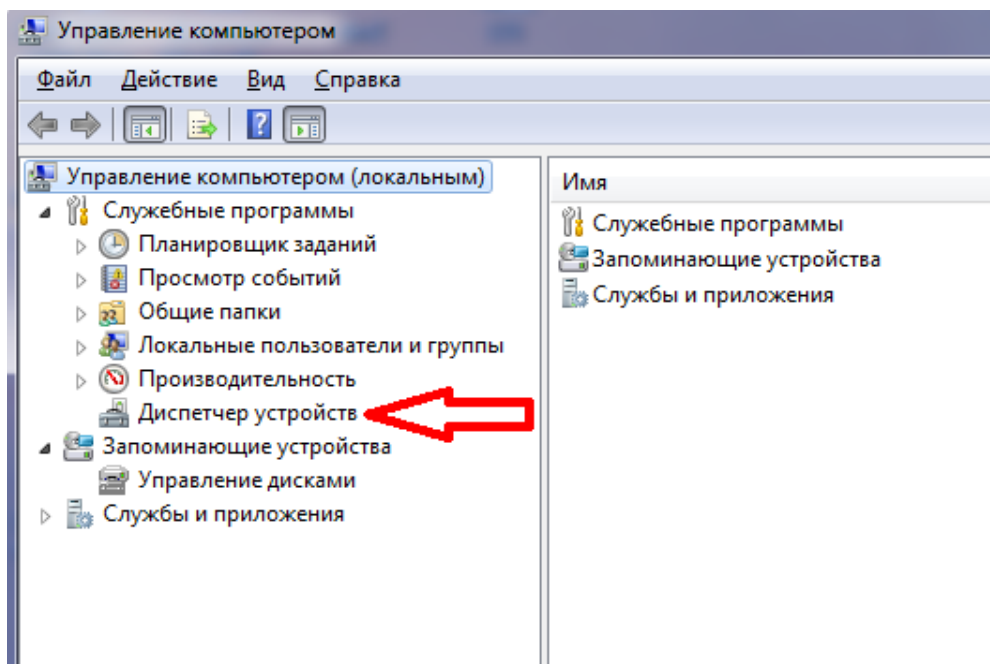 Управление компьютером
Файл Действие Вид Справка
Управление компьютером (локальным)
Служебные программы
Планировщик заданий
Просмотр событий
Общие папки
Локальные пользователи и группы
Производительность
Диспетчер устройств
Запоминающие устройства
Управление дисками
Службы и приложения
Имя
Служебные программы
Запоминающие устройства
Службы и приложения